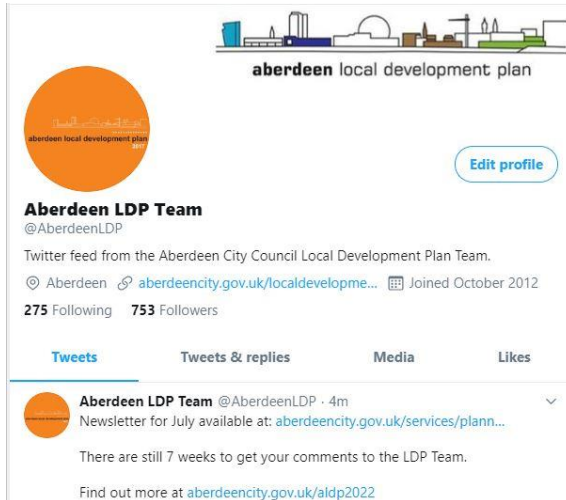 aberdeen local development plan
aberdeen local development plan
2017
Edit profile
Aberdeen LDP Team
@AberdeenLDP
Twitter feed from the Aberdeen City Council Local Development Plan Team.
Aberdeen aberdeencity.gov.uk/localdevelopme... Joined October 2012
275 Following 753 Followers
Tweets Tweets & replies Media Likes
Aberdeen LDP Team @AberdeenLDP · 4m
Newsletter for July available at: aberdeencity.gov.uk/services/plann...
There are still 7 weeks to get your comments to the LDP Team.
Find out more at aberdeencity.gov.uk/aldp2022